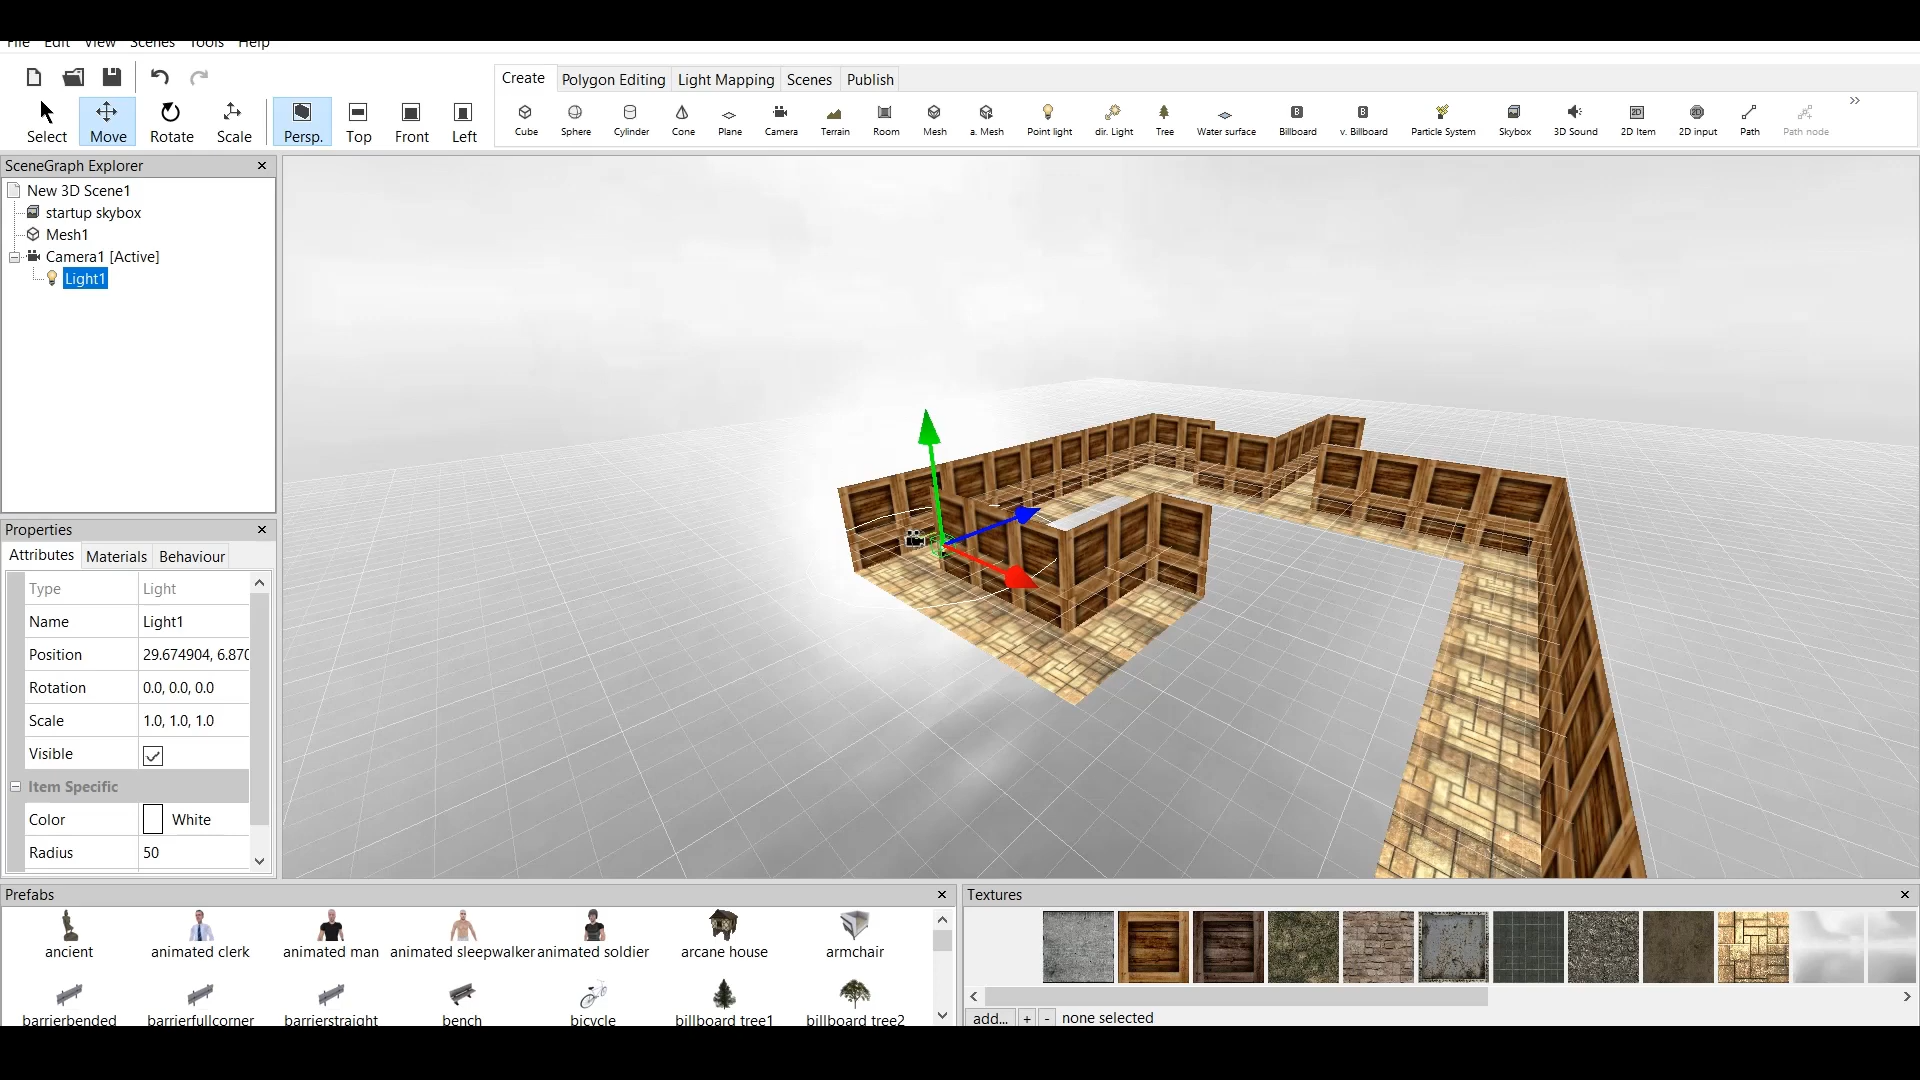 File Edit View Scenes Tools Help
Create Polygon Editing Light Mapping Scenes Publish
Select Move Rotate Scale Persp. Top Front Left
Cube Sphere Cylinder Cone Plane Camera Terrain Room Mesh a. Mesh Point light dir. Light Tree Water surface Billboard v. Billboard Particle System Skybox 3D Sound 2D Item 2D input Path Path node
SceneGraph Explorer
New 3D Scene1
startup skybox
Mesh1
Camera1 [Active]
Light1
Properties
Attributes Materials Behaviour
Type Light
Name Light1
Position 29.674904, 6.870
Rotation 0.0, 0.0, 0.0
Scale 1.0, 1.0, 1.0
Visible
Item Specific
Color White
Radius 50
Prefabs
ancient animated clerk animated man animated sleepwalker animated soldier arcane house armchair
barrierbended barrierfullcorner barrierstraight bench bicycle billboard tree1 billboard tree2
Textures
add... + - none selected